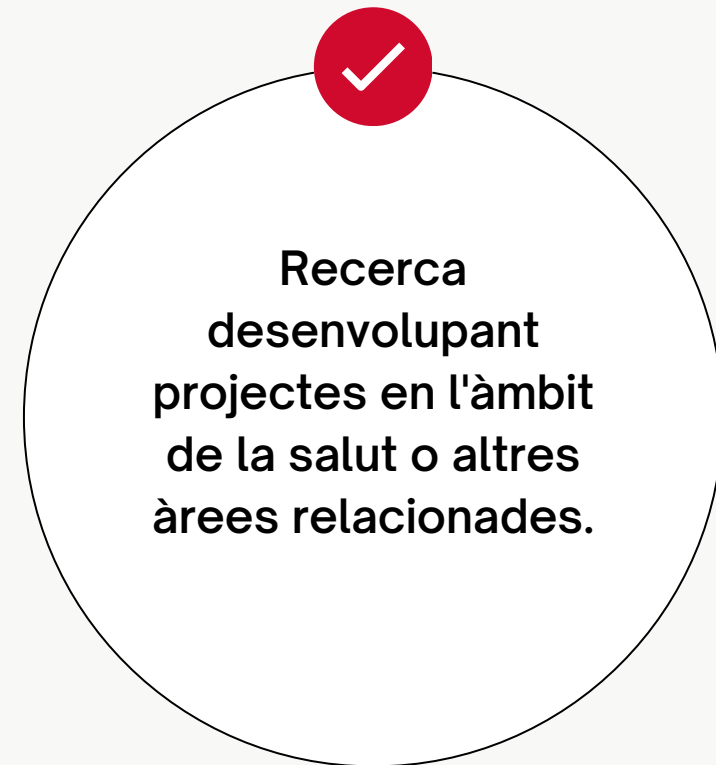 Recerca
desenvolupant
projectes en l'àmbit
de la salut o altres
àrees relacionades.